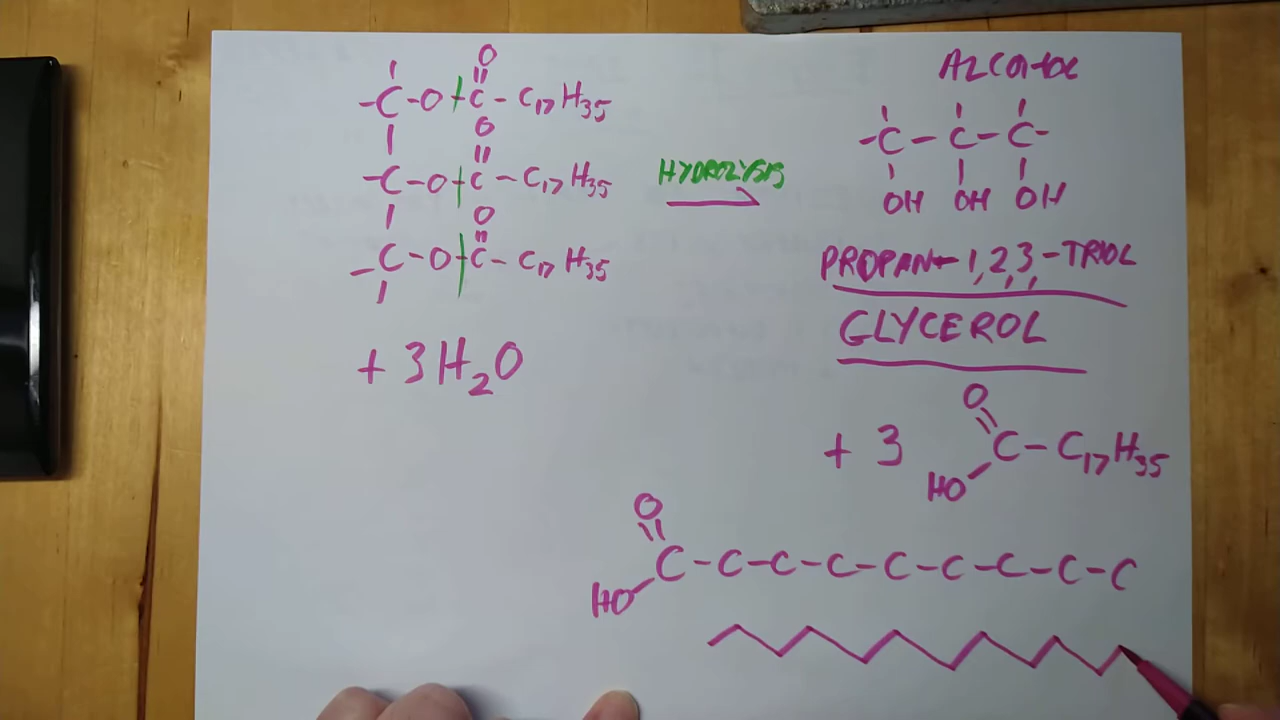 O
-C-O-C-C17H35
O
-C-O-C-C17H35
O
-C-O-C-C17H35
+ 3H2O
HYDROLYSIS
ALCOHOL
-C-C-C-
OH OH OH
PROPAN-1,2,3,-TRIOL
GLYCEROL
O
+ 3 C-C17H35
HO
O
C-C-C-C-C-C-C-C-C
HO